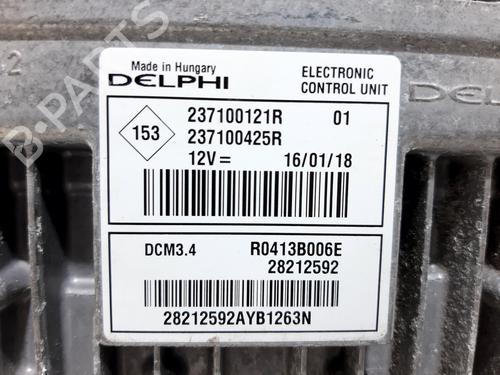 Made in Hungary
DELPHI
ELECTRONIC
CONTROL UNIT
153
237100121R 01
237100425R
12V= 16/01/18
DCM3.4 R0413B006E
28212592
28212592AYB1263N
B-PARTS